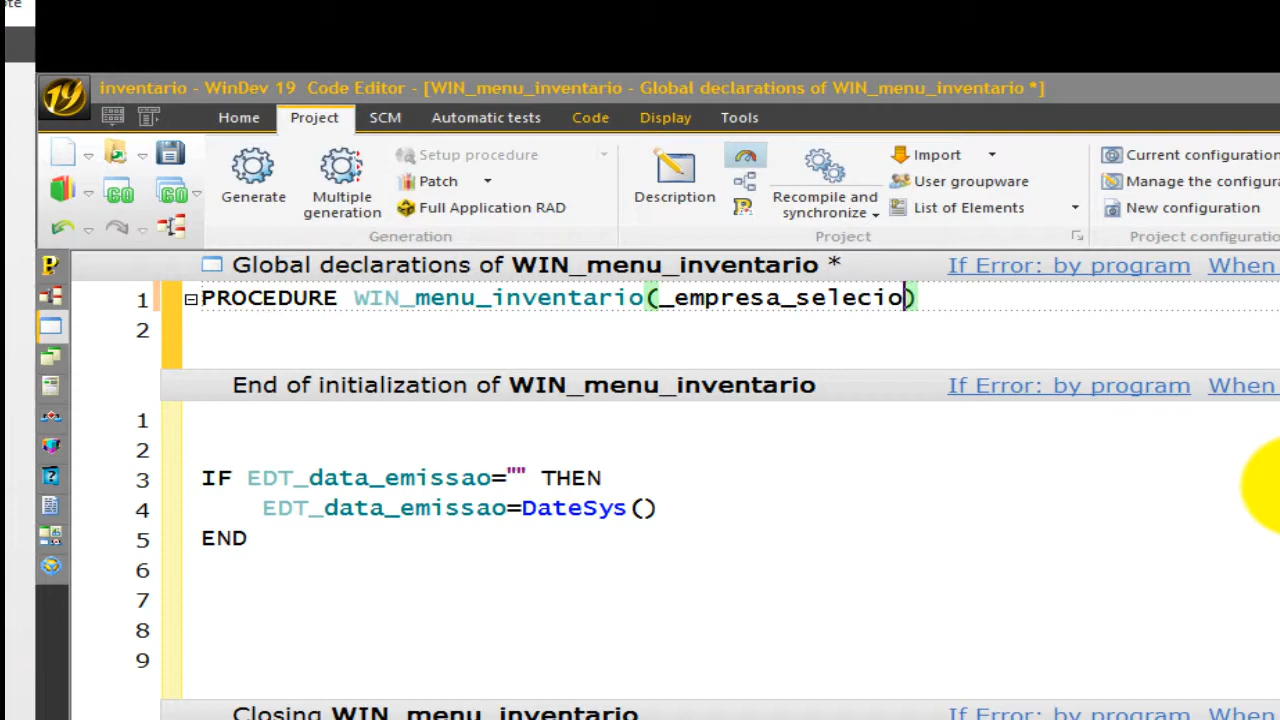 ote
inventario - WinDev 19 Code Editor - [WIN_menu_inventario - Global declarations of WIN_menu_inventario *]
19
Home Project SCM Automatic tests Code Display Tools
Setup procedure
Generate
Multiple generation
Patch
Full Application RAD
Generation
Description
Recompile and synchronize
Import
User groupware
List of Elements
Project
Current configuration
Manage the configura
New configuration
Project configuratio
GO GO
Global declarations of WIN_menu_inventario * If Error: by program When
1 PROCEDURE WIN_menu_inventario(_empresa_selecio)
2
End of initialization of WIN_menu_inventario If Error: by program When
1
2
3 IF EDT_data_emissao="" THEN
4 EDT_data_emissao=DateSys()
5 END
6
7
8
9
Closing WIN_menu_inventario If Error: by program When